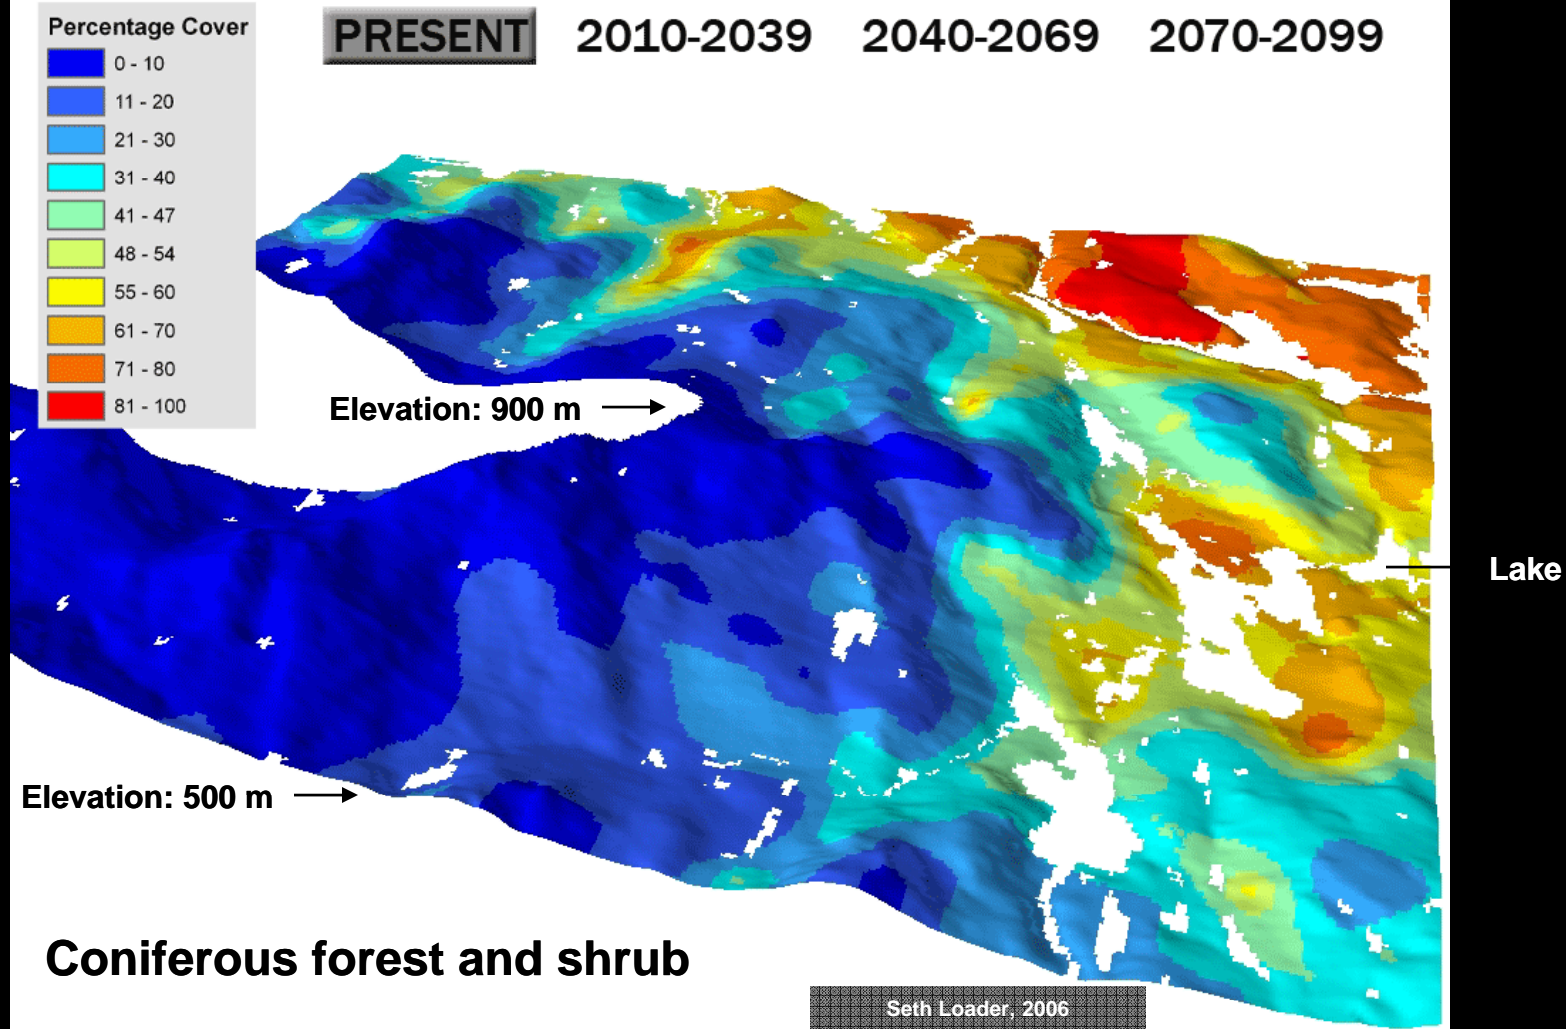 Percentage Cover
0 - 10
11 - 20
21 - 30
31 - 40
41 - 47
48 - 54
55 - 60
61 - 70
71 - 80
81 - 100
PRESENT 2010-2039 2040-2069 2070-2099
Elevation: 900 m
Lake
Elevation: 500 m
Coniferous forest and shrub
Seth Loader, 2006